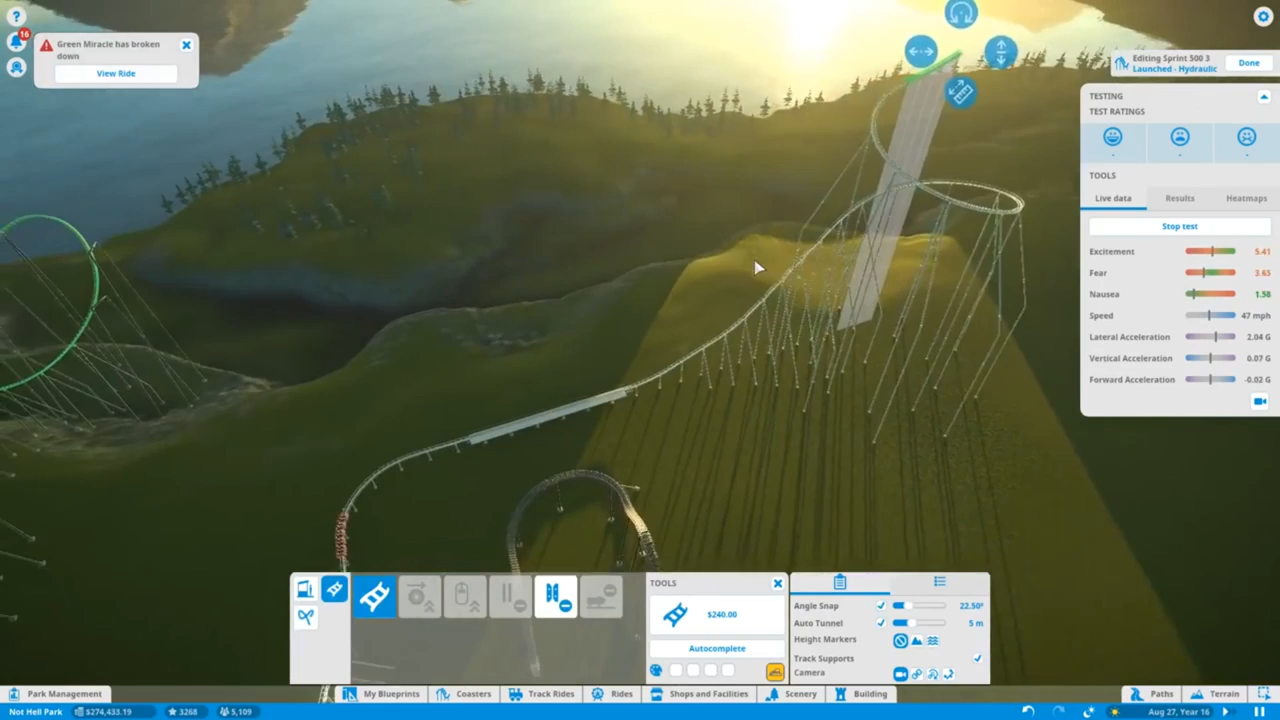 ?
16
Green Miracle has broken
down
View Ride
Editing Sprint 500 3
Launched - Hydraulic
Done
TESTING
TEST RATINGS
- - -
TOOLS
Live data Results Heatmaps
Stop test
Excitement 5.41
Fear 3.65
Nausea 1.58
Speed 47 mph
Lateral Acceleration 2.04 G
Vertical Acceleration 0.07 G
Forward Acceleration -0.02 G
TOOLS
$240.00
Autocomplete
Angle Snap 22.50°
Auto Tunnel 5 m
Height Markers
Track Supports
Camera
Park Management My Blueprints Coasters Track Rides Rides Shops and Facilities Scenery Building Paths Terrain
Not Hell Park $274,433.19 3268 5,109 Aug 27, Year 16